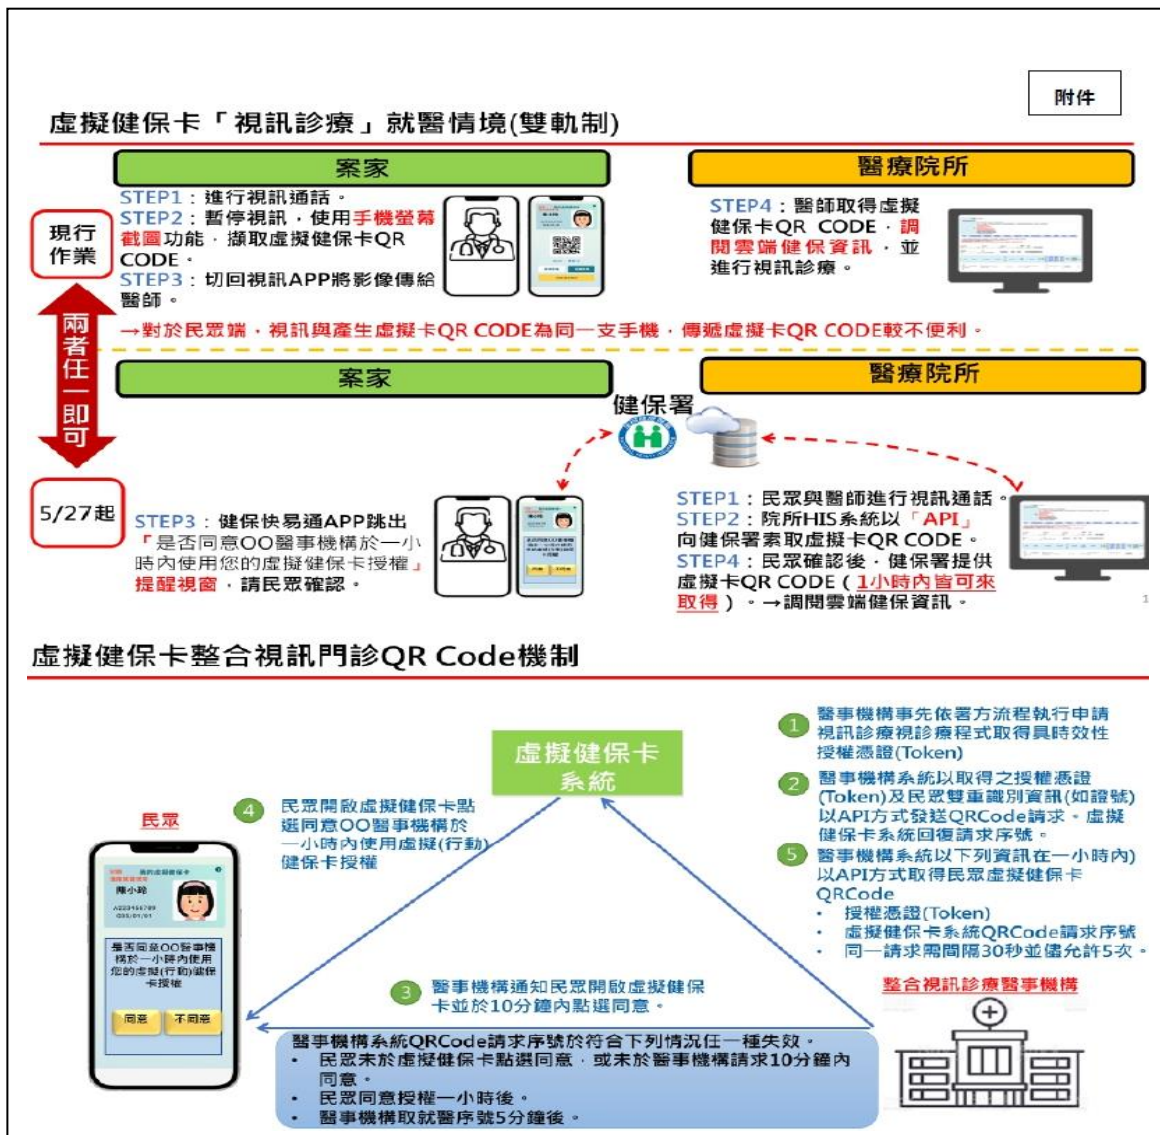 附件
虛擬健保卡「視訊診療」就醫情境(雙軌制)
案家
醫療院所
現行
作業
STEP1：進行視訊通話。
STEP2：暫停視訊，使用手機螢幕
截圖功能，擷取虛擬健保卡QR
CODE。
STEP3：切回視訊APP將影像傳給
醫師。
STEP4：醫師取得虛擬
健保卡QR CODE，調
閱雲端健保資訊，並
進行視訊診療。
→對於民眾端，視訊與產生虛擬卡QR CODE為同一支手機，傳遞虛擬卡QR CODE較不便利。
兩者任一即可
案家
醫療院所
健保署
5/27起
STEP3：健保快易通APP跳出
「是否同意OO醫事機構於一小
時內使用您的虛擬健保卡授權」
提醒視窗，請民眾確認。
STEP1：民眾與醫師進行視訊通話。
STEP2：院所HIS系統以「API」
向健保署索取虛擬卡QR CODE。
STEP4：民眾確認後，健保署提供
虛擬卡QR CODE（1小時內皆可來
取得）。→調閱雲端健保資訊。
1
虛擬健保卡整合視訊門診QR Code機制
虛擬健保卡
系統
1 醫事機構事先依署方流程執行申請
視訊診療視診療程式取得具時效性
授權憑證(Token)
2 醫事機構系統以取得之授權憑證
(Token)及民眾雙重識別資訊(如證號)
以API方式發送QRCode請求。虛擬
健保卡系統回復請求序號。
5 醫事機構系統以下列資訊在一小時內)
以API方式取得民眾虛擬健保卡
QRCode
• 授權憑證(Token)
• 虛擬健保卡系統QRCode請求序號
• 同一請求需間隔30秒並僅允許5次。
4 民眾開啟虛擬健保卡點
選同意OO醫事機構於
一小時內使用虛擬(行動)
健保卡授權
民眾
我的虛擬健保卡
陳小玲
A223456789
是否同意OO醫事機
構於一小時內使用
您的虛擬(行動)健保
卡授權
同意
不同意
3 醫事機構通知民眾開啟虛擬健保
卡並於10分鐘內點選同意。
整合視訊診療醫事機構
醫事機構系統QRCode請求序號於符合下列情況任一種失效。
• 民眾未於虛擬健保卡點選同意，或未於醫事機構請求10分鐘內
同意。
• 民眾同意授權一小時後。
• 醫事機構取就醫序號5分鐘後。